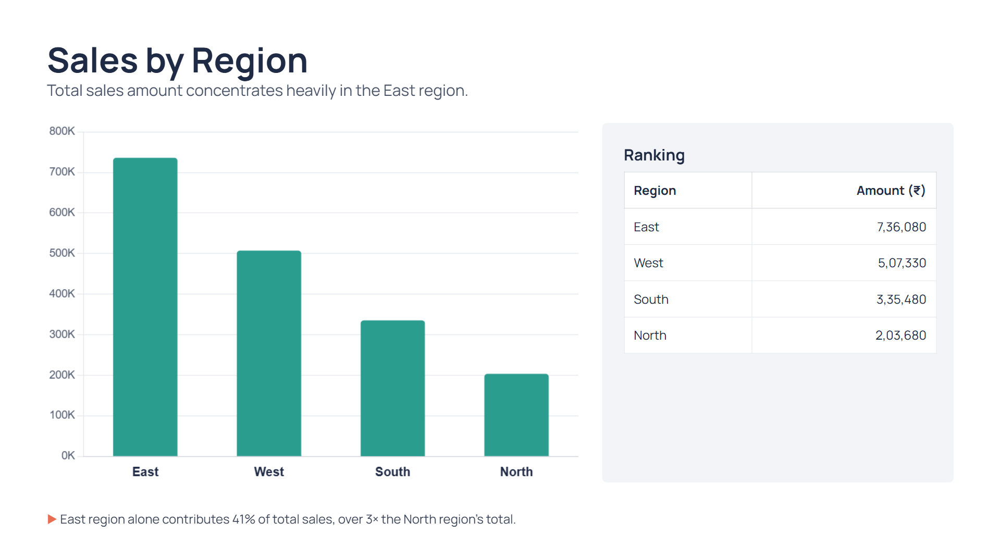 Sales by Region
Total sales amount concentrates heavily in the East region.
800K
700K
600K
500K
400K
300K
200K
100K
0K
East West South North
Ranking
Region Amount (₹)
East 7,36,080
West 5,07,330
South 3,35,480
North 2,03,680
▶ East region alone contributes 41% of total sales, over 3× the North region’s total.